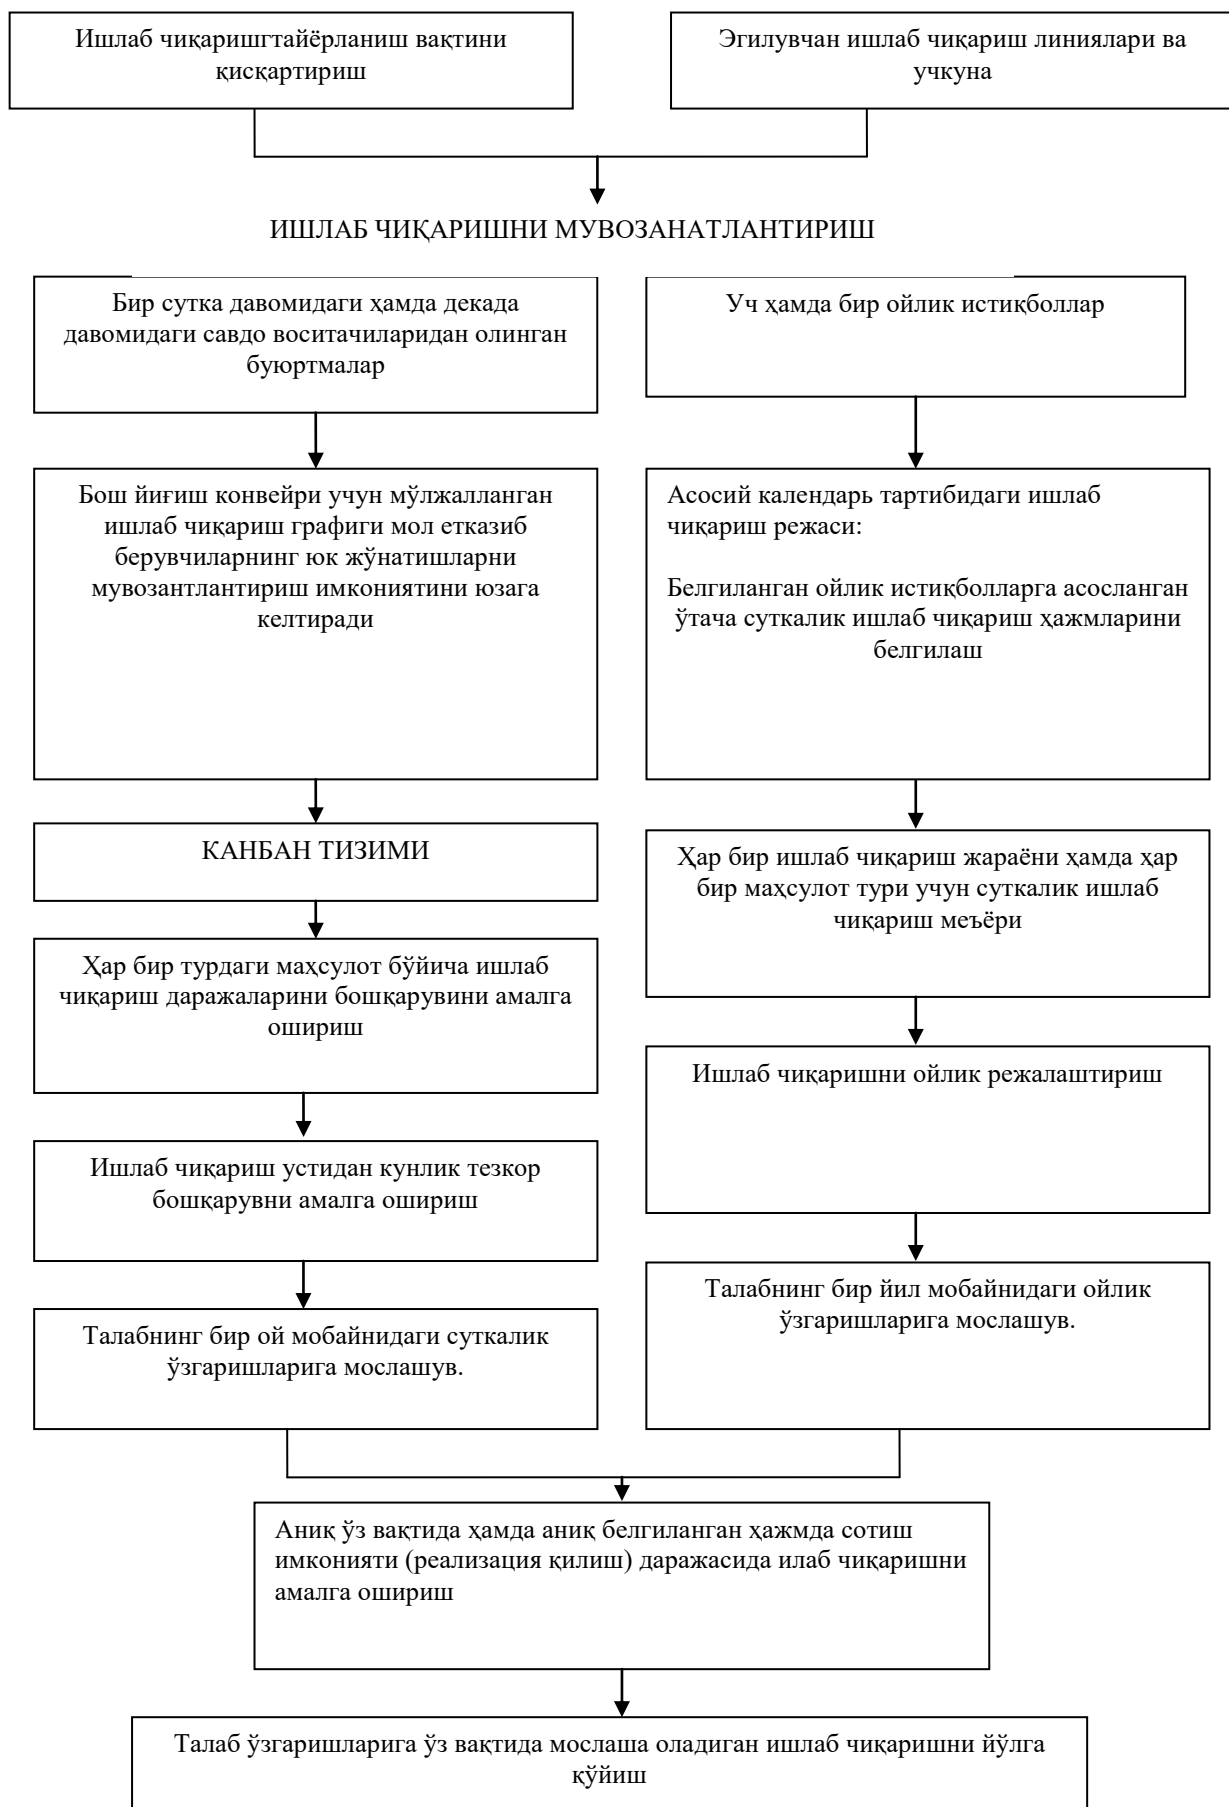 Ишлаб чиқаришгтайёрланиш вақтини
қисқартириш
Эгилувчан ишлаб чиқариш линиялари ва
учкуна
ИШЛАБ ЧИҚАРИШНИ МУВОЗАНАТЛАНТИРИШ
Бир сутка давомидаги ҳамда декада
давомидаги савдо воситачиларидан олинган
буюртмалар
Уч ҳамда бир ойлик истиқболлар
Бош йиғиш конвейри учун мўлжалланган
ишлаб чиқариш графиги мол етказиб
берувчиларнинг юк жўнатишларни
мувозантлантириш имкониятини юзага
келтиради
Асосий календарь тартибидаги ишлаб
чиқариш режаси:
Белгиланган ойлик истиқболларга асосланган
ўтача суткалик ишлаб чиқариш ҳажмларини
белгилаш
КАНБАН ТИЗИМИ
Ҳар бир ишлаб чиқариш жараёни ҳамда ҳар
бир маҳсулот тури учун суткалик ишлаб
чиқариш меъёри
Ҳар бир турдаги маҳсулот бўйича ишлаб
чиқариш даражаларини бошқарувини амалга
ошириш
Ишлаб чиқаришни ойлик режалаштириш
Ишлаб чиқариш устидан кунлик тезкор
бошқарувни амалга ошириш
Талабнинг бир йил мобайнидаги ойлик
ўзгаришларига мослашув.
Талабнинг бир ой мобайнидаги суткалик
ўзгаришларига мослашув.
Аниқ ўз вақтида ҳамда аниқ белгиланган ҳажмда сотиш
имконияти (реализация қилиш) даражасида илаб чиқаришни
амалга ошириш
Талаб ўзгаришларига ўз вақтида мослаша оладиган ишлаб чиқаришни йўлга
қўйиш